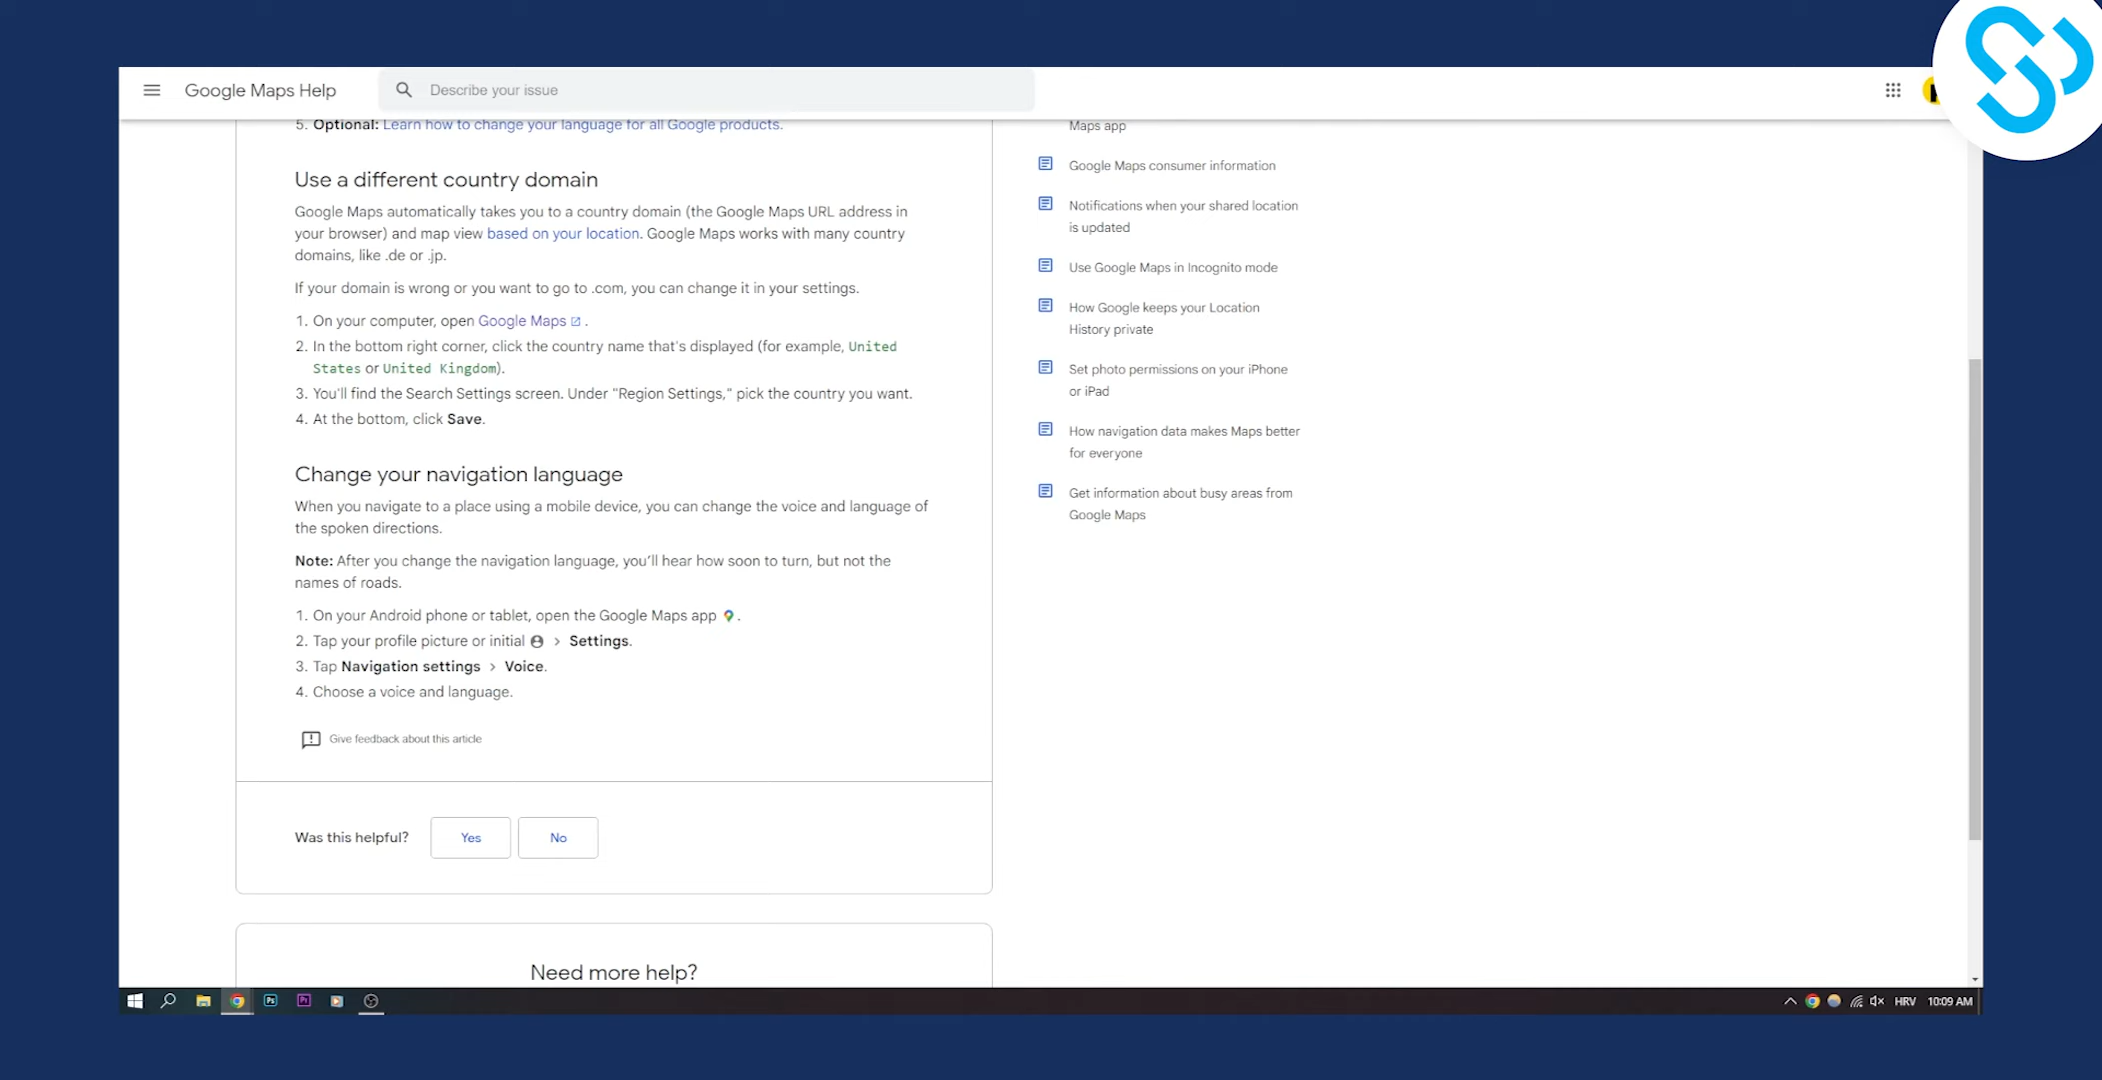 Google Maps Help
Describe your issue
5. Optional: Learn how to change your language for all Google products.
Use a different country domain
Google Maps automatically takes you to a country domain (the Google Maps URL address in
your browser) and map view based on your location. Google Maps works with many country
domains, like .de or .jp.
If your domain is wrong or you want to go to .com, you can change it in your settings.
1. On your computer, open Google Maps .
2. In the bottom right corner, click the country name that's displayed (for example, United
States or United Kingdom).
3. You'll find the Search Settings screen. Under "Region Settings," pick the country you want.
4. At the bottom, click Save.
Change your navigation language
When you navigate to a place using a mobile device, you can change the voice and language of
the spoken directions.
Note: After you change the navigation language, you'll hear how soon to turn, but not the
names of roads.
1. On your Android phone or tablet, open the Google Maps app .
2. Tap your profile picture or initial > Settings.
3. Tap Navigation settings > Voice.
4. Choose a voice and language.
Give feedback about this article
Was this helpful?
Yes
No
Need more help?
Maps app
Google Maps consumer information
Notifications when your shared location
is updated
Use Google Maps in Incognito mode
How Google keeps your Location
History private
Set photo permissions on your iPhone
or iPad
How navigation data makes Maps better
for everyone
Get information about busy areas from
Google Maps
Ps
Pr
HRV
10:09 AM